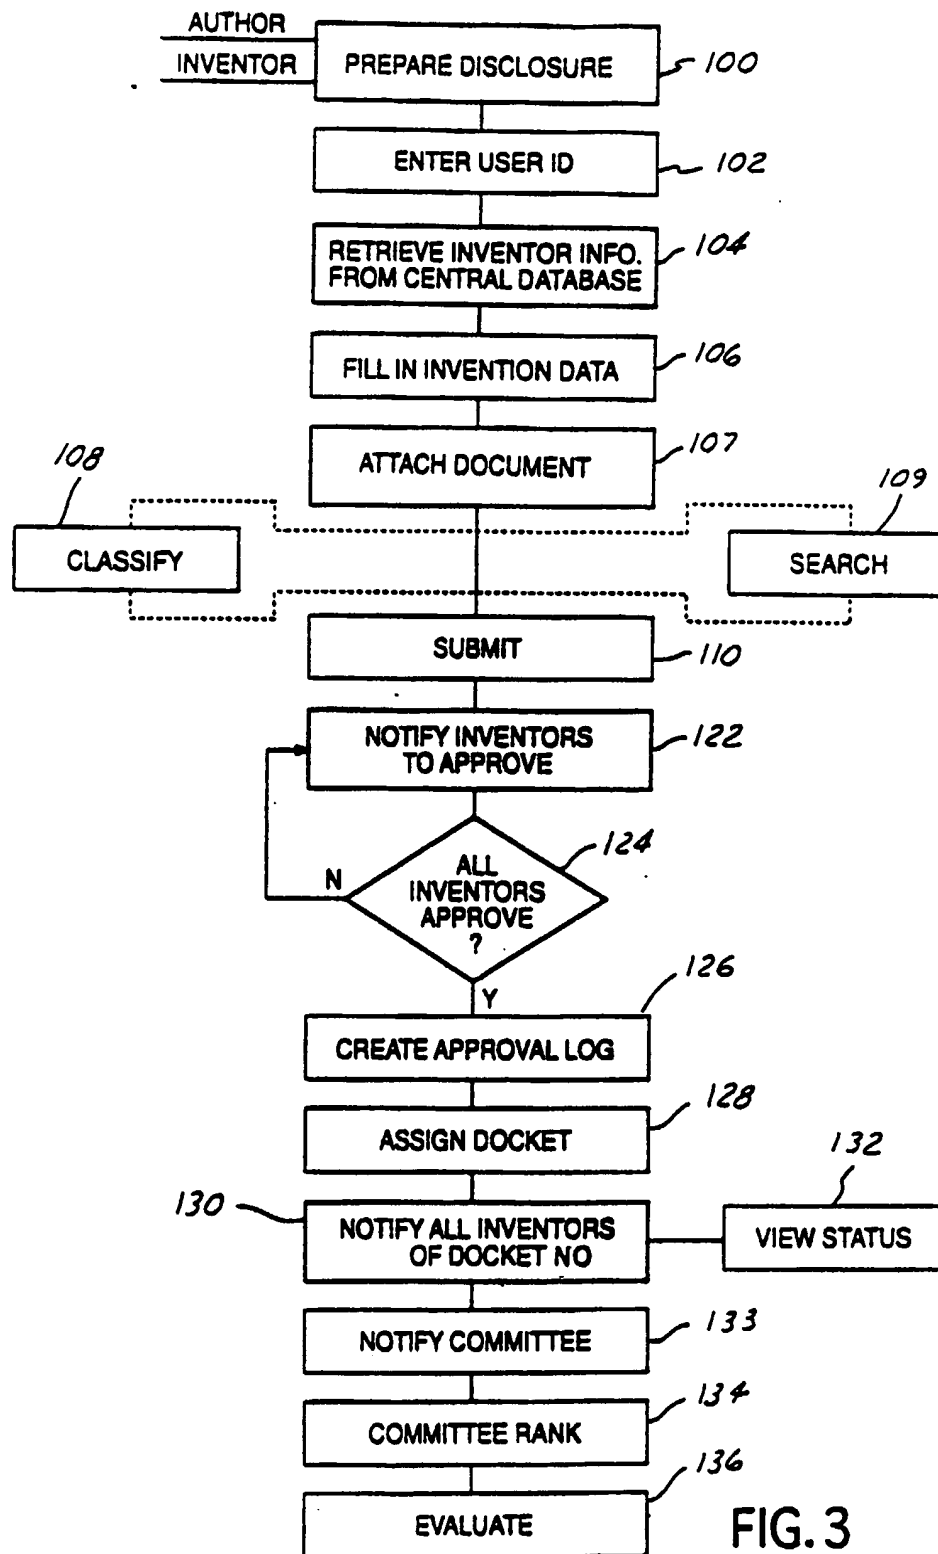 AUTHOR
INVENTOR
PREPARE DISCLOSURE
100
ENTER USER ID
102
RETRIEVE INVENTOR INFO.
FROM CENTRAL DATABASE
104
FILL IN INVENTION DATA
106
ATTACH DOCUMENT
107
108
CLASSIFY
109
SEARCH
SUBMIT
110
NOTIFY INVENTORS
TO APPROVE
122
ALL
INVENTORS
APPROVE
?
124
N
Y
126
CREATE APPROVAL LOG
ASSIGN DOCKET
128
130
NOTIFY ALL INVENTORS
OF DOCKET NO
132
VIEW STATUS
NOTIFY COMMITTEE
133
COMMITTEE RANK
134
EVALUATE
136
FIG. 3